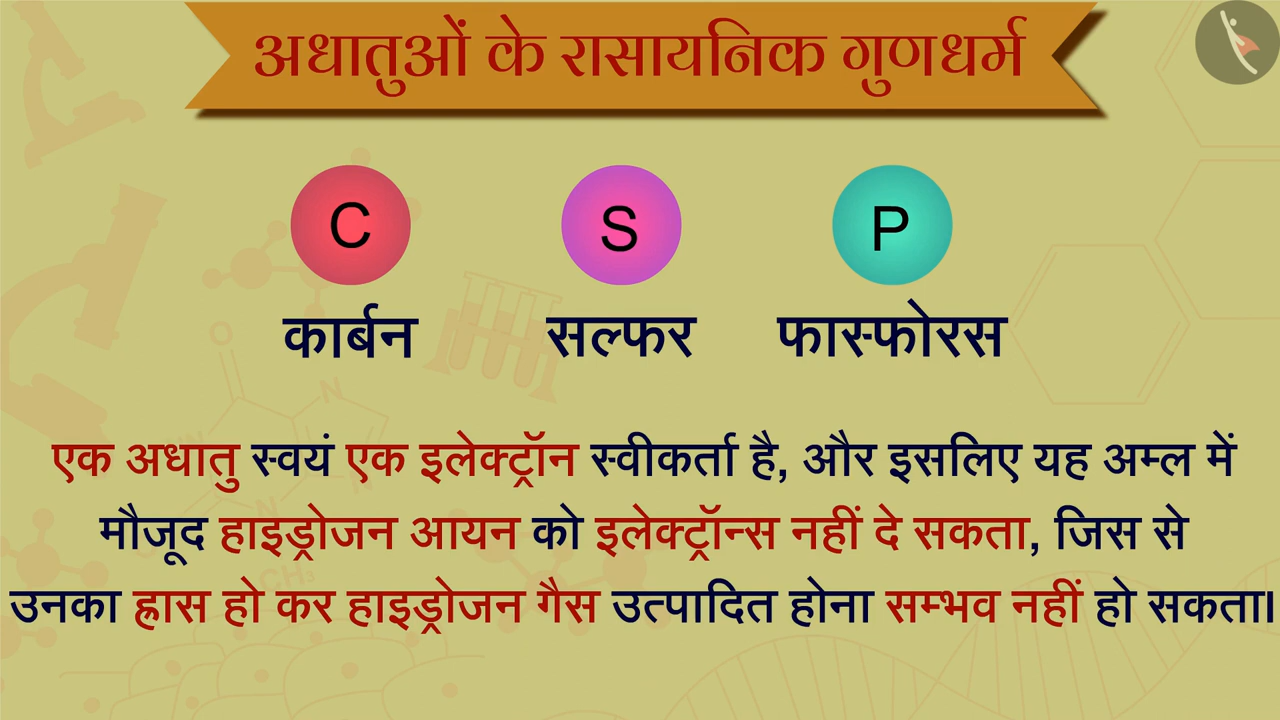 अधातुओं के रासायनिक गुणधर्म
C S P
कार्बन सल्फर फास्फोरस
एक अधातु स्वयं एक इलेक्ट्रॉन स्वीकर्ता है, और इसलिए यह अम्ल में
मौजूद हाइड्रोजन आयन को इलेक्ट्रॉन्स नहीं दे सकता, जिस से
उनका ह्रास हो कर हाइड्रोजन गैस उत्पादित होना सम्भव नहीं हो सकता।
O
N
N
CH₃